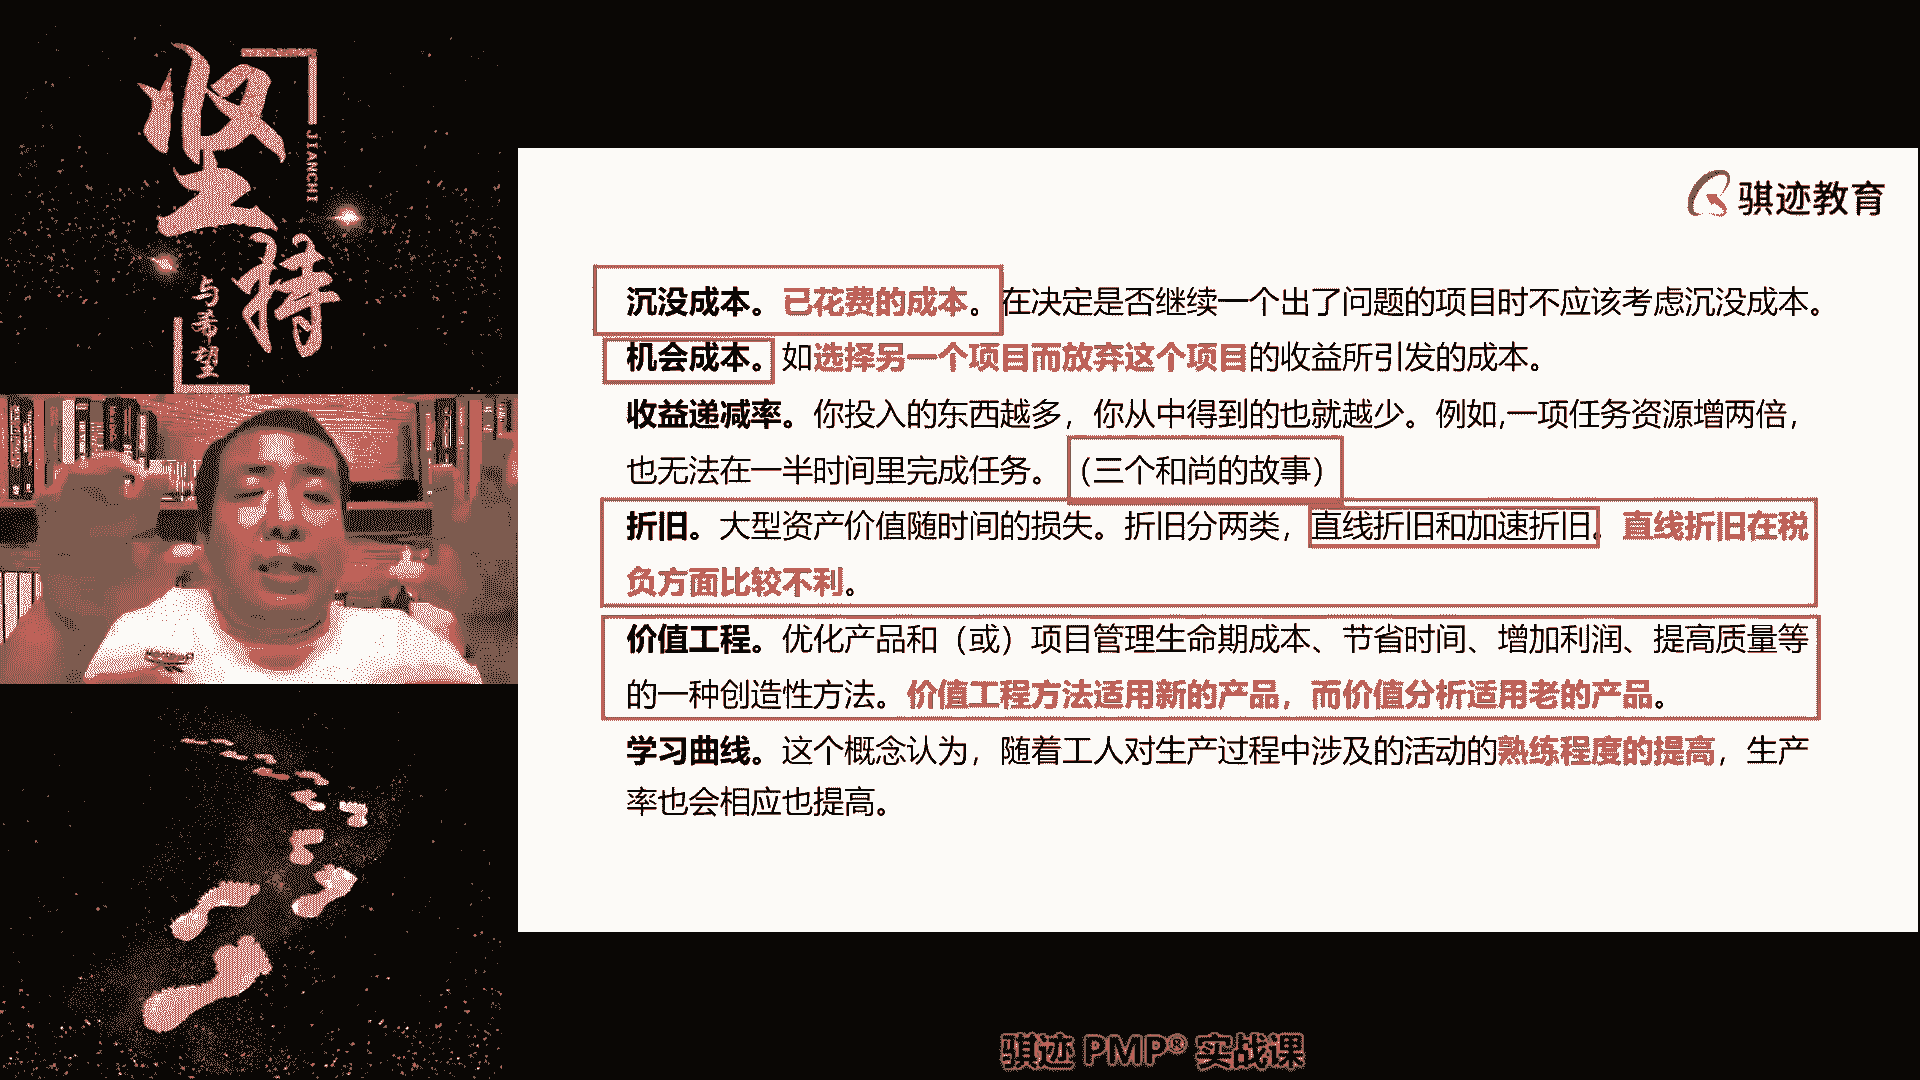 坚持
JIANCHI
与希望
骐迹教育
沉没成本。已花费的成本。在决定是否继续一个出了问题的项目时不应该考虑沉没成本。
机会成本。如选择另一个项目而放弃这个项目的收益所引发的成本。
收益递减率。你投入的东西越多，你从中得到的也就越少。例如,一项任务资源增两倍，
也无法在一半时间里完成任务。（三个和尚的故事）
折旧。大型资产价值随时间的损失。折旧分两类，直线折旧和加速折旧。直线折旧在税
负方面比较不利。
价值工程。优化产品和（或）项目管理生命期成本、节省时间、增加利润、提高质量等
的一种创造性方法。价值工程方法适用新的产品，而价值分析适用老的产品。
学习曲线。这个概念认为，随着工人对生产过程中涉及的活动的熟练程度的提高，生产
率也会相应也提高。
骐迹 PMP® 实战课